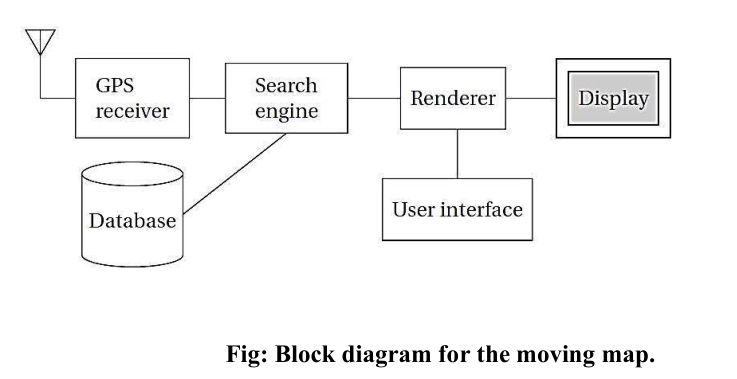 GPS
receiver
Search
engine
Renderer
Display
Database
User interface
Fig: Block diagram for the moving map.